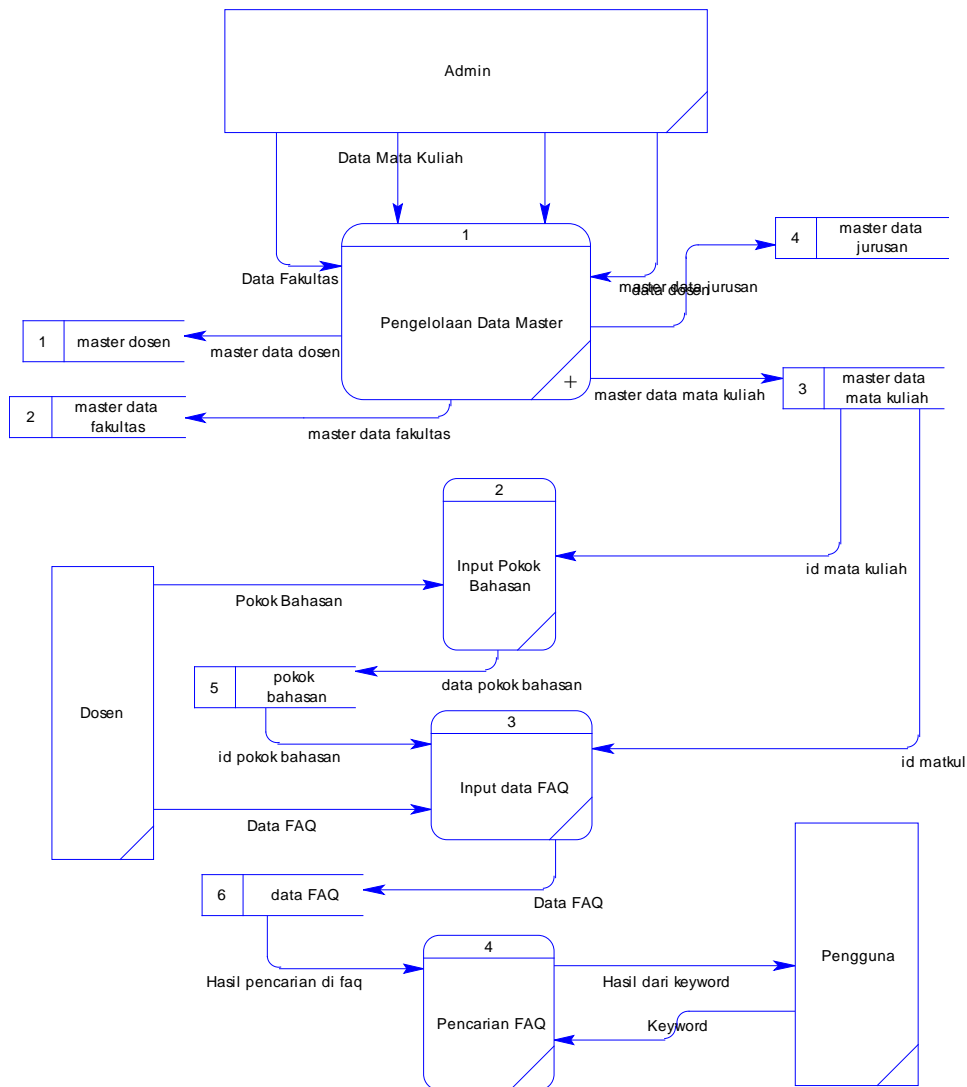 Admin
Data Mata Kuliah
1
4
master data
jurusan
Data Fakultas
master data jurusan
data dosen
Pengelolaan Data Master
1
master dosen
master data dosen
+
master data mata kuliah
3
master data
mata kuliah
2
master data
fakultas
master data fakultas
2
Input Pokok
Bahasan
id mata kuliah
Pokok Bahasan
5
pokok
bahasan
data pokok bahasan
Dosen
3
id pokok bahasan
id matkul
Input data FAQ
Data FAQ
6
data FAQ
Data FAQ
4
Pengguna
Hasil pencarian di faq
Hasil dari keyword
Pencarian FAQ
Keyword